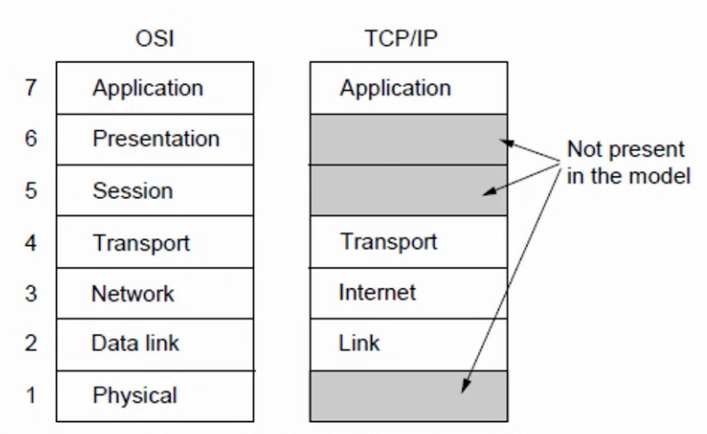 OSI TCP/IP
7 Application Application
6 Presentation
5 Session
Not present
in the model
4 Transport Transport
3 Network Internet
2 Data link Link
1 Physical